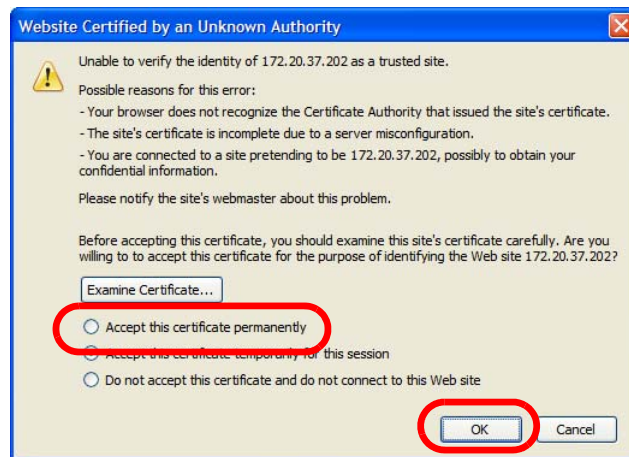 Website Certified by an Unknown Authority
Unable to verify the identity of 172.20.37.202 as a trusted site.
Possible reasons for this error:
- Your browser does not recognize the Certificate Authority that issued the site's certificate.
- The site's certificate is incomplete due to a server misconfiguration.
- You are connected to a site pretending to be 172.20.37.202, possibly to obtain your
confidential information.
Please notify the site's webmaster about this problem.
Before accepting this certificate, you should examine this site's certificate carefully. Are you
willing to to accept this certificate for the purpose of identifying the Web site 172.20.37.202?
Examine Certificate...
Accept this certificate permanently
Accept this certificate temporarily for this session
Do not accept this certificate and do not connect to this Web site
OK
Cancel